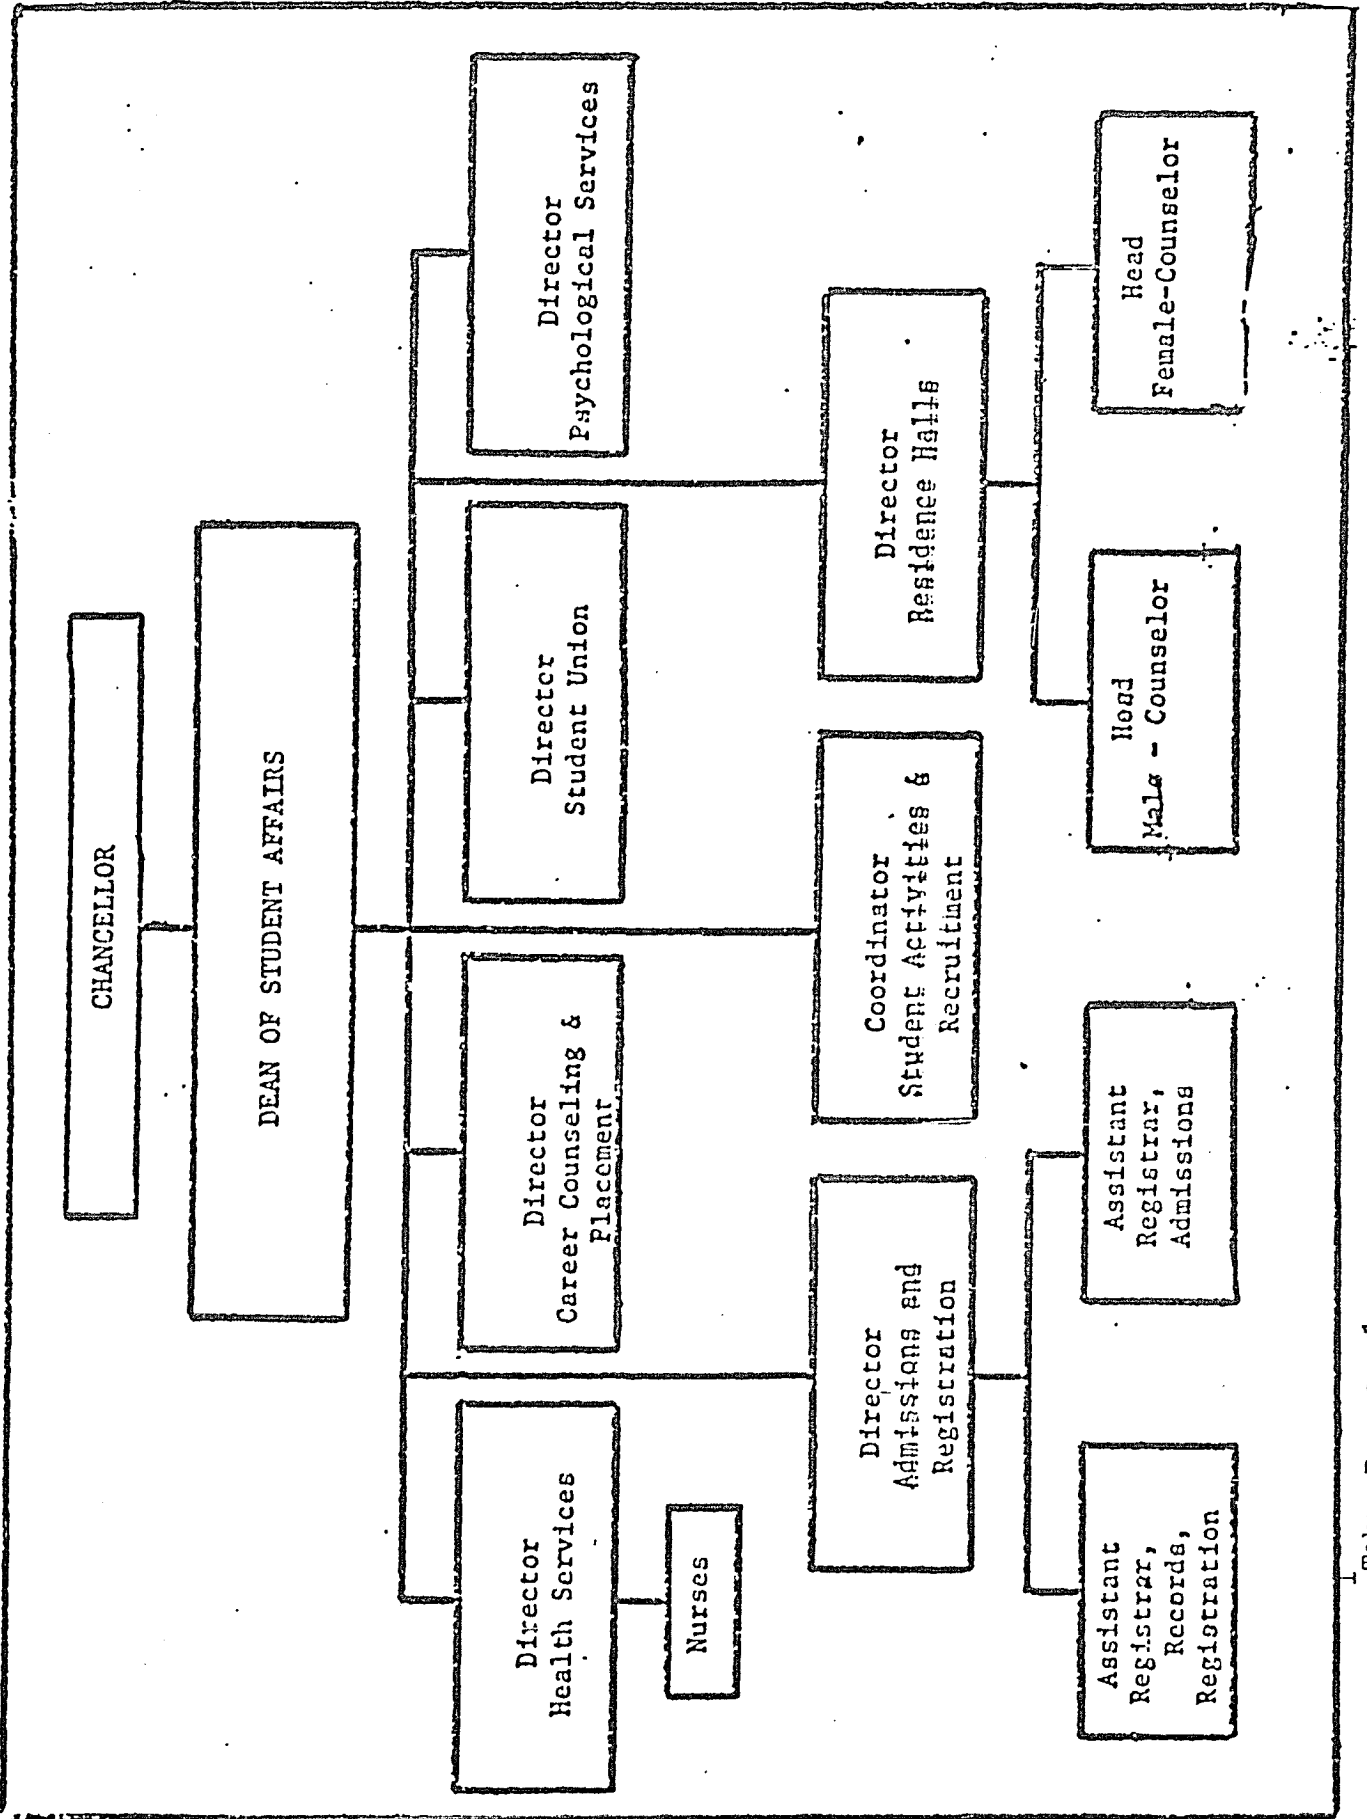 CHANCELLOR
DEAN OF STUDENT AFFAIRS
Director
Health Services
Director
Career Counseling &
Placement
Director
Student Union
Director
Psychological Services
Nurses
Director
Admissions and
Registration
Coordinator
Student Activities &
Recruitment
Director
Residence Halls
Assistant
Registrar,
Records,
Registration
Assistant
Registrar,
Admissions
Head
Male - Counselor
Head
Female-Counselor